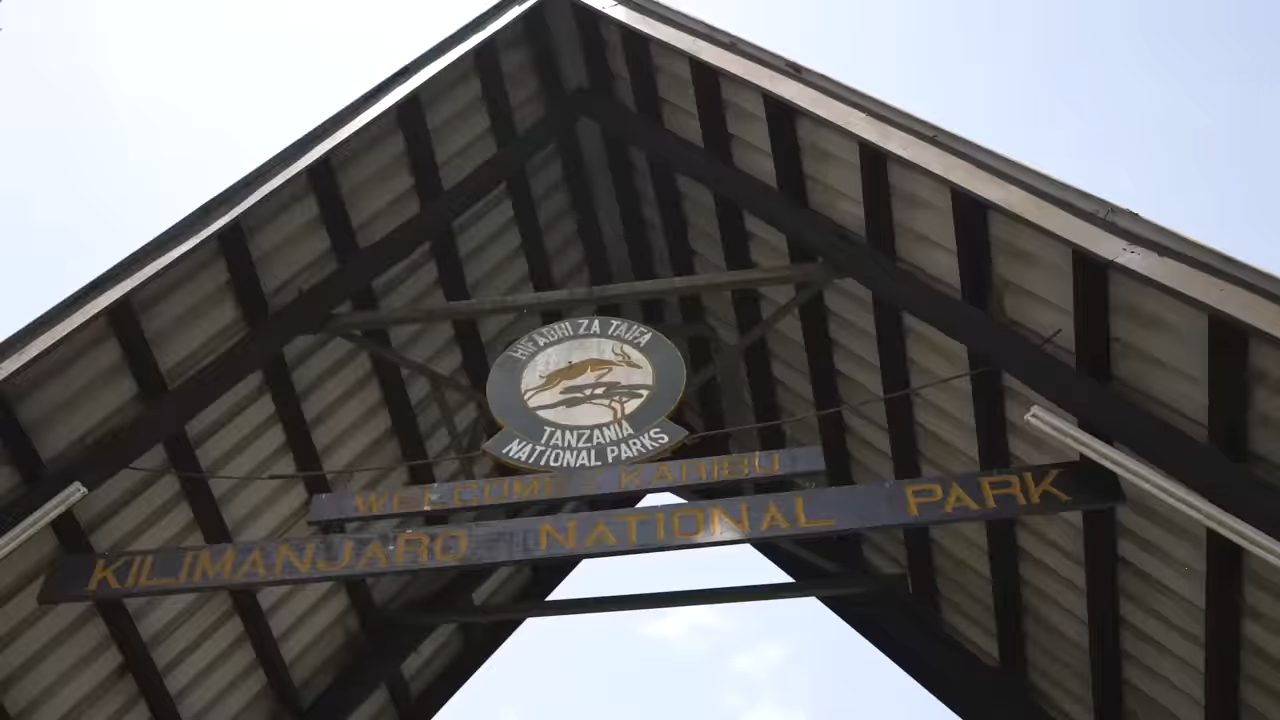 HIFADHI ZA TAIFA
TANZANIA
NATIONAL PARKS
WELCOME / KARIBU
KILIMANJARO NATIONAL PARK